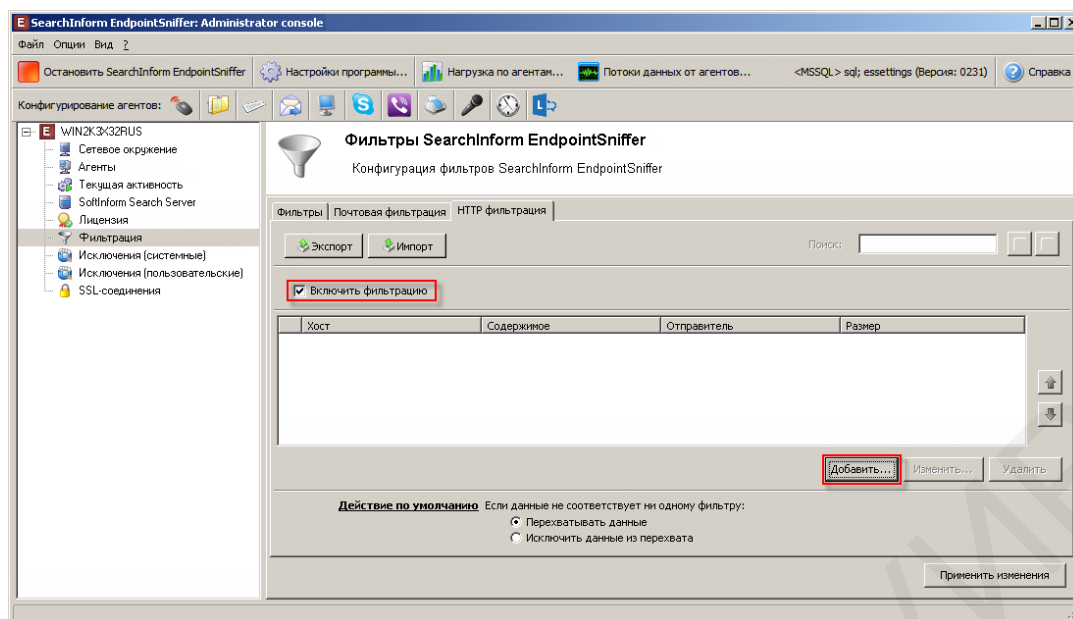 SearchInform EndpointSniffer: Administrator console
Файл Опции Вид ?
Остановить SearchInform EndpointSniffer Настройки программы... Нагрузка по агентам... Потоки данных от агентов... <MSSQL> sql; essettings (Версия: 0231) Справка
Конфигурирование агентов:
WIN2K3X32RUS
Сетевое окружение
Агенты
Текущая активность
SoftInform Search Server
Лицензия
Фильтрация
Исключения (системные)
Исключения (пользовательские)
SSL-соединения
Фильтры SearchInform EndpointSniffer
Конфигурация фильтров SearchInform EndpointSniffer
Фильтры Почтовая фильтрация HTTP фильтрация
Экспорт Импорт Поиск:
Включить фильтрацию
Хост Содержимое Отправитель Размер
Добавить... Изменить... Удалить
Действие по умолчанию Если данные не соответствует ни одному фильтру:
Перехватывать данные
Исключить данные из перехвата
Применить изменения